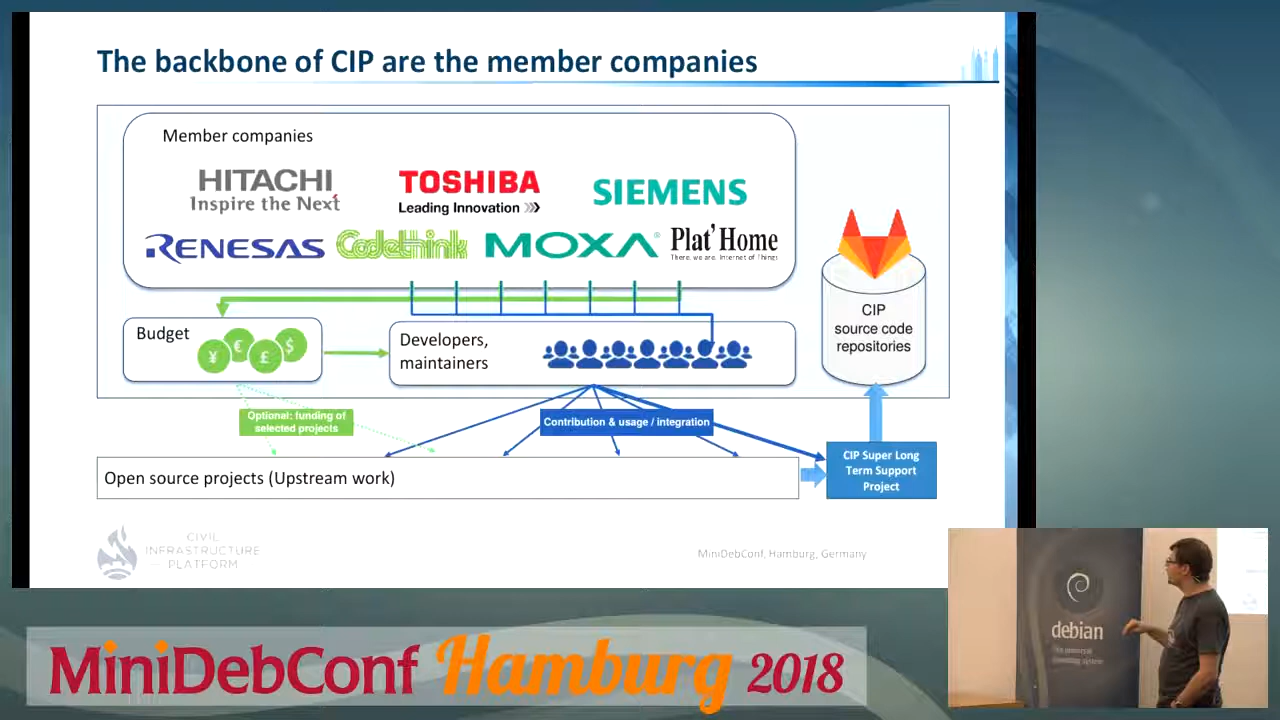 The backbone of CIP are the member companies
Member companies
HITACHI
Inspire the Next
TOSHIBA
Leading Innovation
SIEMENS
RENESAS
Codethink
MOXA®
Plat'Home
There, we are. Internet of Things
Budget
¥ € £ $
Developers,
maintainers
CIP
source code
repositories
Optional: funding of
selected projects
Contribution & usage / integration
Open source projects (Upstream work)
CIP Super Long
Term Support
Project
CIVIL
INFRASTRUCTURE
PLATFORM
MiniDebConf, Hamburg, Germany
debian
MiniDebConf Hamburg 2018